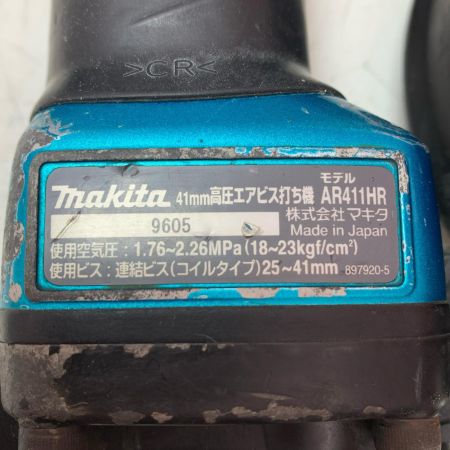 >CR<
makita 41mm高圧エアビス打ち機 モデル AR411HR
9605 株式会社マキタ
Made in Japan
使用空気圧：1.76~2.26MPa(18~23kgf/cm²)
使用ビス：連結ビス(コイルタイプ)25~41mm 897920-5